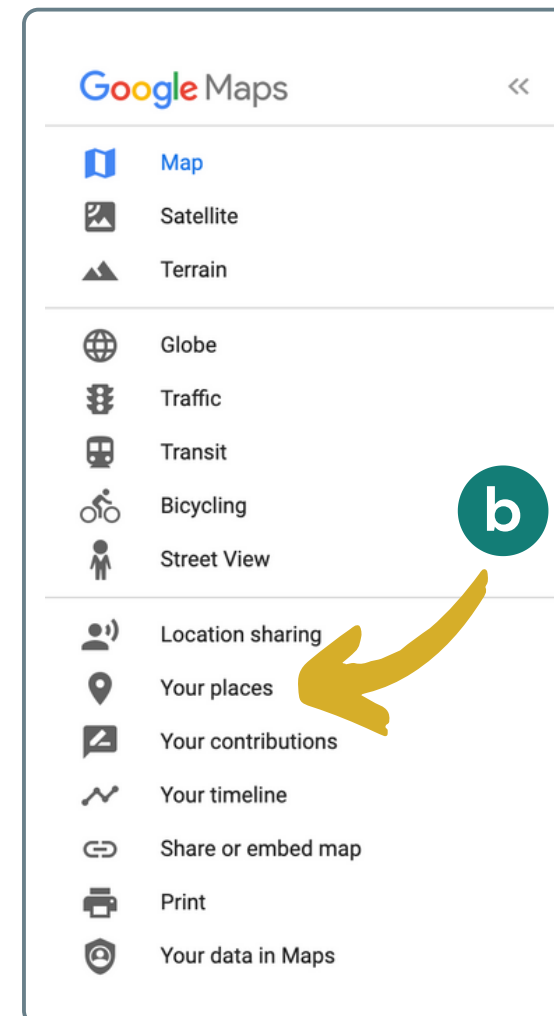 Google Maps
Map
Satellite
Terrain
Globe
Traffic
Transit
Bicycling
b
Street View
Location sharing
Your places
Your contributions
Your timeline
Share or embed map
Print
Your data in Maps